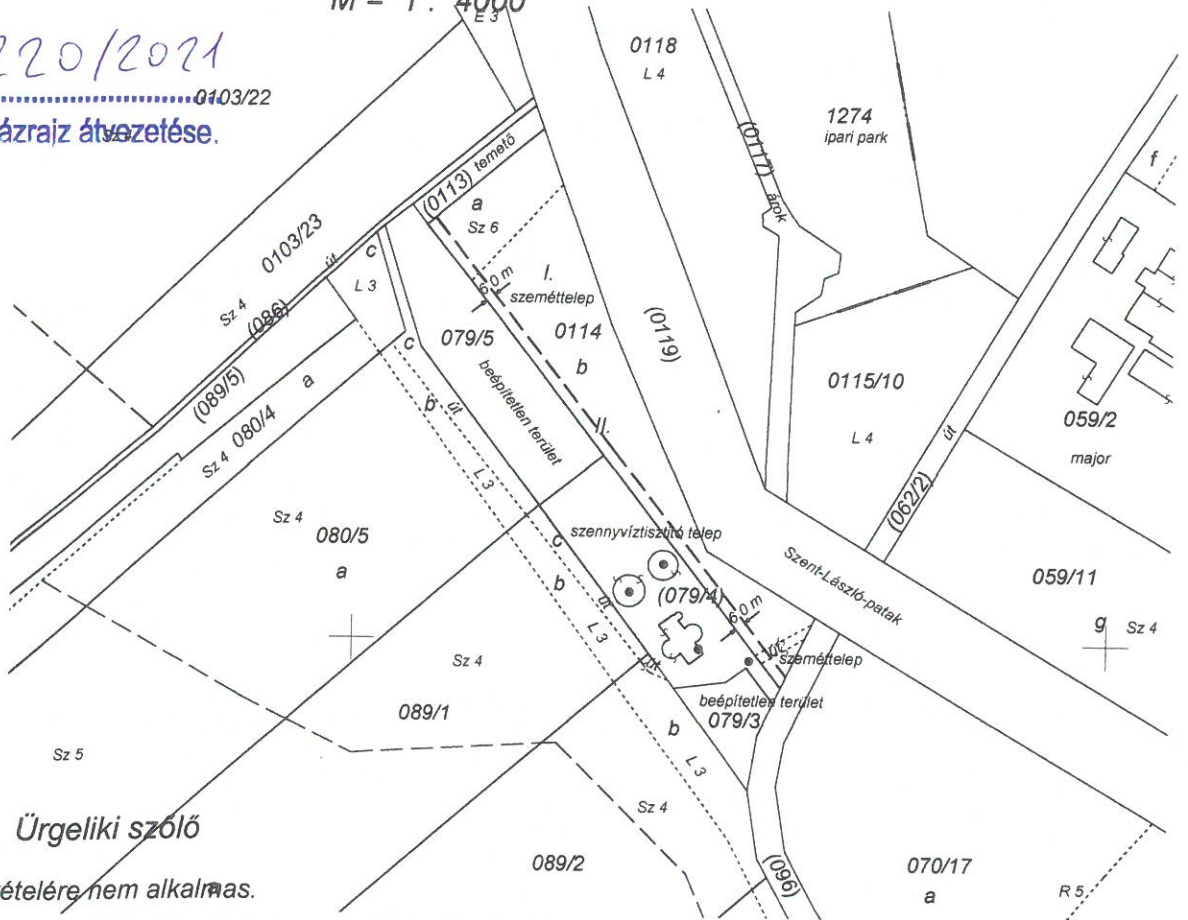 M = 1 : 4000
220/2021
0103/22
ázrajz átvezetése.
E 3
0118
L 4
1274
ipari park
(0117)
árok
f
(0113) temető
a
Sz 6
0103/23
út
c
L 3
Sz 4
(086)
6.0 m
I.
szeméttelep
0114
b
(0119)
079/5
beépítetlen terület
c
(089/5)
a
080/4
Sz 4
b
út
II.
0115/10
L 4
059/2
major
út
(062/2)
L 3
Sz 4
080/5
a
szennyvíztisztító telep
c
b
út
L 3
(079/4)
6.0 m
Szent-László-patak
059/11
g
Sz 4
út
szeméttelep
út
Sz 4
beépítetlen terület
079/3
089/1
b
L 3
Sz 5
Sz 4
Ürgeliki szőlő
089/2
(096)
070/17
a
R 5
ételére nem alkalmas.
a